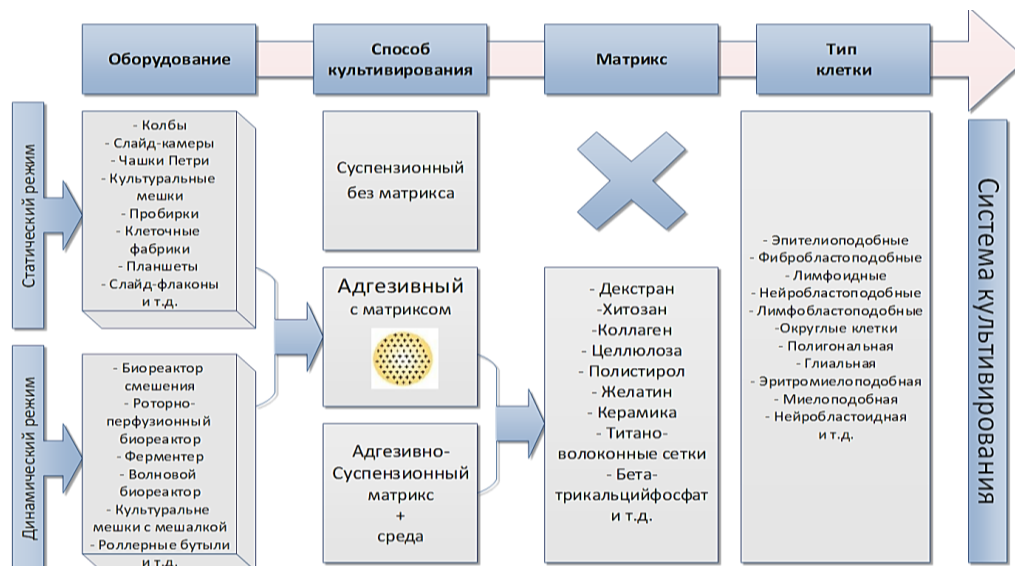 Оборудование
Способ
культивирования
Матрикс
Тип
клетки
Статический режим
- Колбы
- Слайд-камеры
- Чашки Петри
- Культуральные
мешки
- Пробирки
- Клеточные
фабрики
- Планшеты
- Слайд-флаконы
и т.д.
Динамический режим
- Биореактор
смешения
- Роторно-
перфузионный
биореактор
- Ферментер
- Волновой
биореактор
- Культуральне
мешки с мешалкой
- Роллерные бутыли
и т.д.
Суспензионный
без матрикса
Адгезивный
с матриксом
Адгезивно-
Суспензионный
матрикс
+
среда
- Декстран
-Хитозан
-Коллаген
- Целлюлоза
- Полистирол
- Желатин
- Керамика
- Титано-
волоконные сетки
- Бета-
трикальцийфосфат
и т.д.
- Эпителиоподобные
- Фибробластоподобные
- Лимфоидные
- Нейробластоподобные
- Лимфобластоподобные
-Округлые клетки
- Полигональная
- Глиальная
- Эритромиелоподобная
- Миелоподобная
- Нейробластоидная
и т.д.
Система культивирования